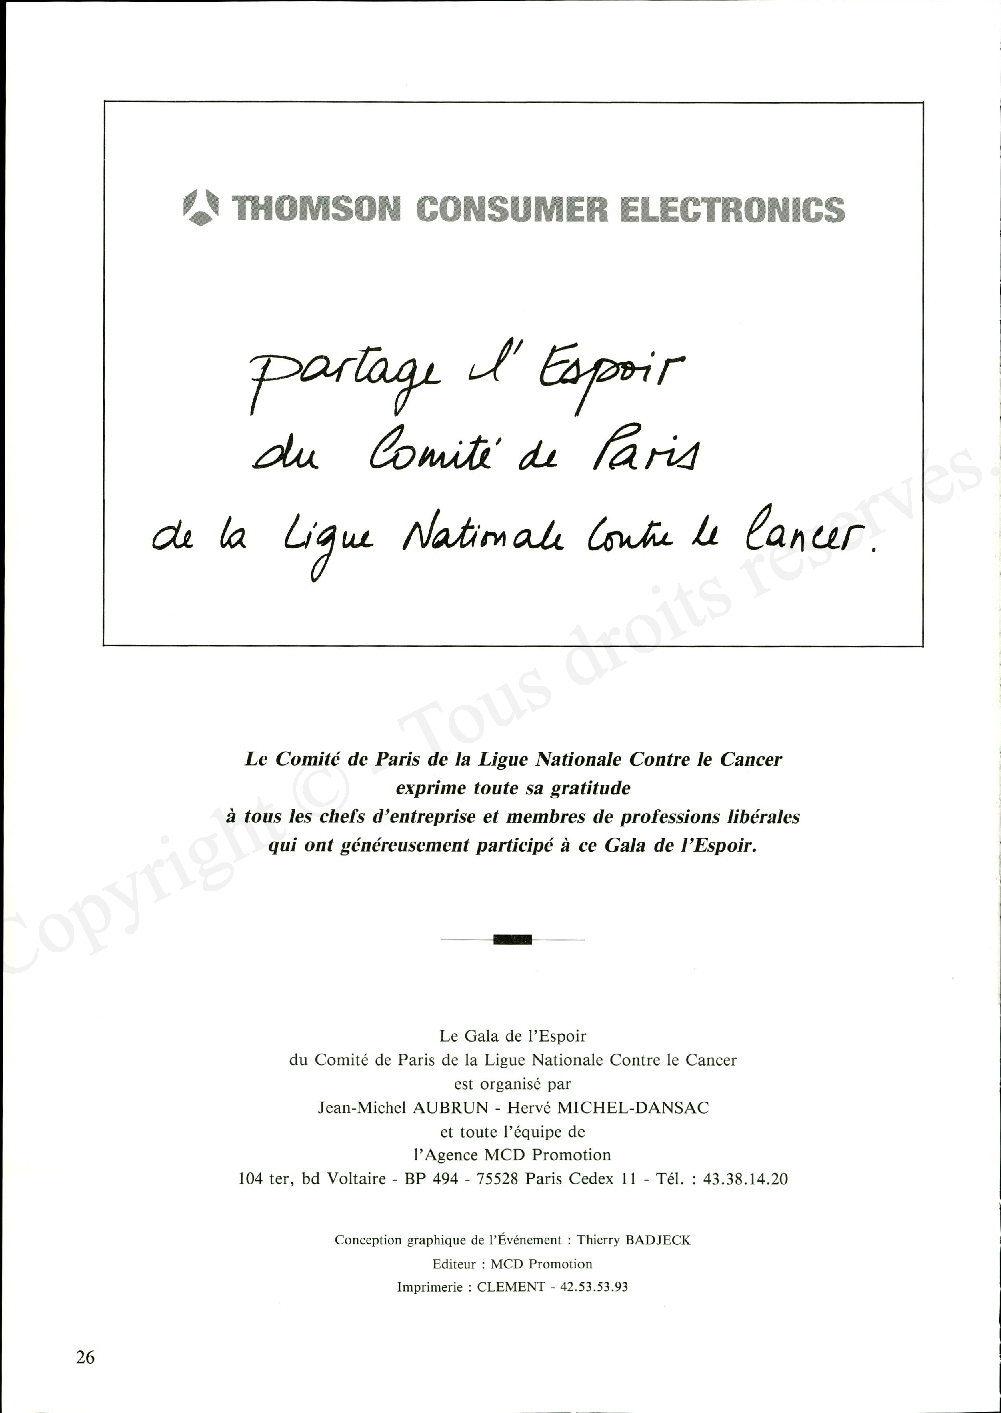 THOMSON CONSUMER ELECTRONICS
partage l'Espoir
du Comité de Paris
de la Ligue Nationale Contre le Cancer.
Le Comité de Paris de la Ligue Nationale Contre le Cancer
exprime toute sa gratitude
à tous les chefs d'entreprise et membres de professions libérales
qui ont généreusement participé à ce Gala de l'Espoir.
Le Gala de l'Espoir
du Comité de Paris de la Ligue Nationale Contre le Cancer
est organisé par
Jean-Michel AUBRUN - Hervé MICHEL-DANSAC
et toute l'équipe de
l'Agence MCD Promotion
104 ter, bd Voltaire - BP 494 - 75528 Paris Cedex 11 - Tél. : 43.38.14.20
Conception graphique de l'Événement : Thierry BADJECK
Editeur : MCD Promotion
Imprimerie : CLEMENT - 42.53.53.93
26
Copyright © - Tous droits réservés.